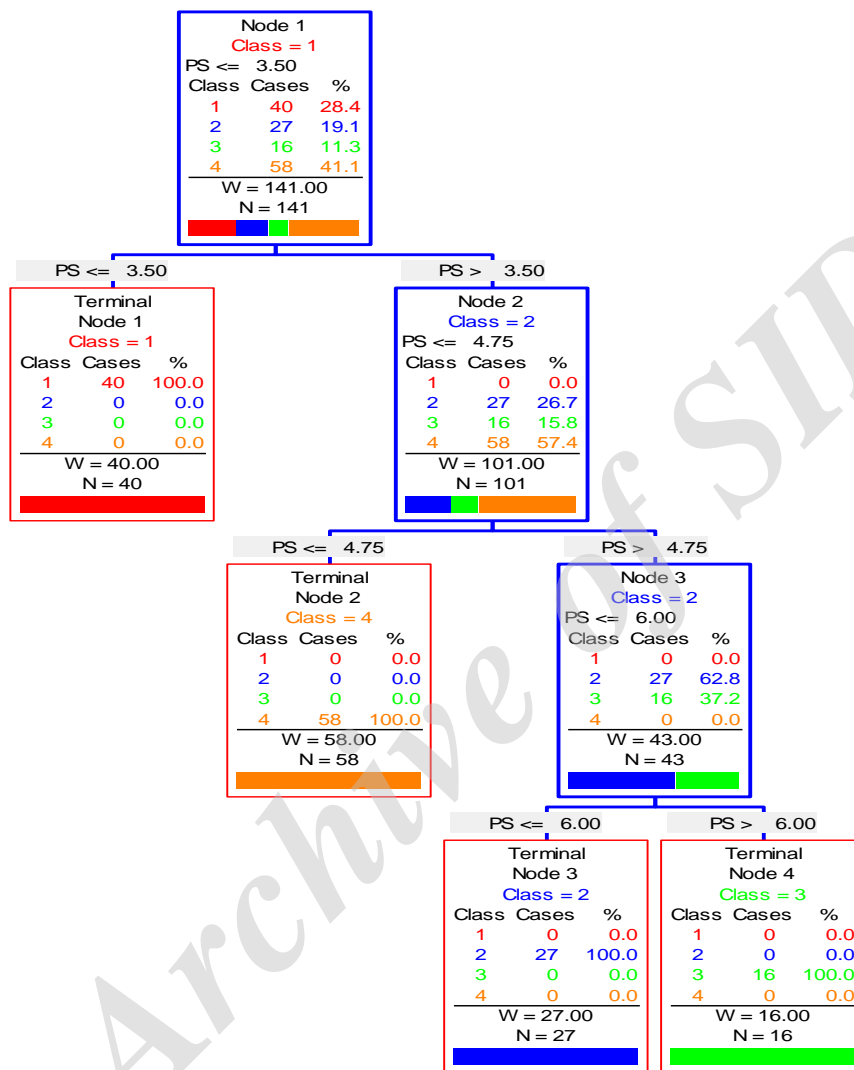 Node 1
Class = 1
PS <= 3.50
Class Cases %
1 40 28.4
2 27 19.1
3 16 11.3
4 58 41.1
W = 141.00
N = 141
PS <= 3.50
PS > 3.50
Terminal
Node 1
Class = 1
Class Cases %
1 40 100.0
2 0 0.0
3 0 0.0
4 0 0.0
W = 40.00
N = 40
Node 2
Class = 2
PS <= 4.75
Class Cases %
1 0 0.0
2 27 26.7
3 16 15.8
4 58 57.4
W = 101.00
N = 101
PS <= 4.75
PS > 4.75
Terminal
Node 2
Class = 4
Class Cases %
1 0 0.0
2 0 0.0
3 0 0.0
4 58 100.0
W = 58.00
N = 58
Node 3
Class = 2
PS <= 6.00
Class Cases %
1 0 0.0
2 27 62.8
3 16 37.2
4 0 0.0
W = 43.00
N = 43
PS <= 6.00
PS > 6.00
Terminal
Node 3
Class = 2
Class Cases %
1 0 0.0
2 27 100.0
3 0 0.0
4 0 0.0
W = 27.00
N = 27
Terminal
Node 4
Class = 3
Class Cases %
1 0 0.0
2 0 0.0
3 16 100.0
4 0 0.0
W = 16.00
N = 16
Archive of SID